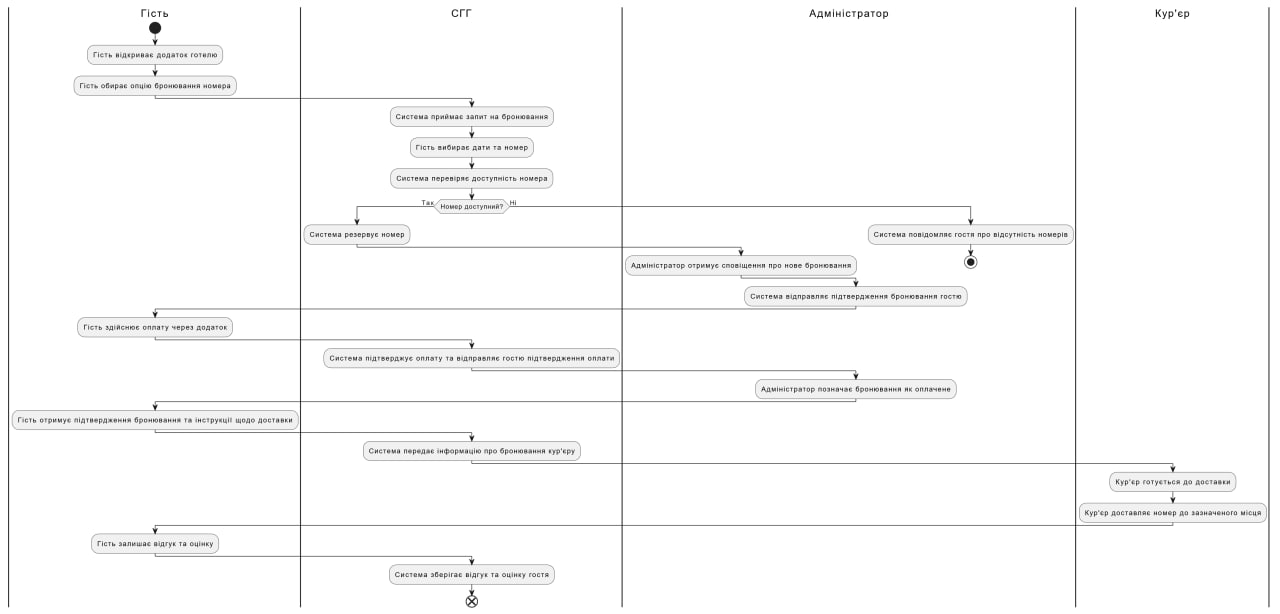 Гість
СГГ
Адміністратор
Кур'єр
Гість відкриває додаток готелю
Гість обирає опцію бронювання номера
Система приймає запит на бронювання
Гість вибирає дати та номер
Система перевіряє доступність номера
Так
Номер доступний?
Ні
Система резервує номер
Система повідомляє гостя про відсутність номерів
Адміністратор отримує сповіщення про нове бронювання
Система відправляє підтвердження бронювання гостю
Гість здійснює оплату через додаток
Система підтверджує оплату та відправляє гостю підтвердження оплати
Адміністратор позначає бронювання як оплачене
Гість отримує підтвердження бронювання та інструкції щодо доставки
Система передає інформацію про бронювання кур'єру
Кур'єр готується до доставки
Кур'єр доставляє номер до зазначеного місця
Гість залишає відгук та оцінку
Система зберігає відгук та оцінку гостя